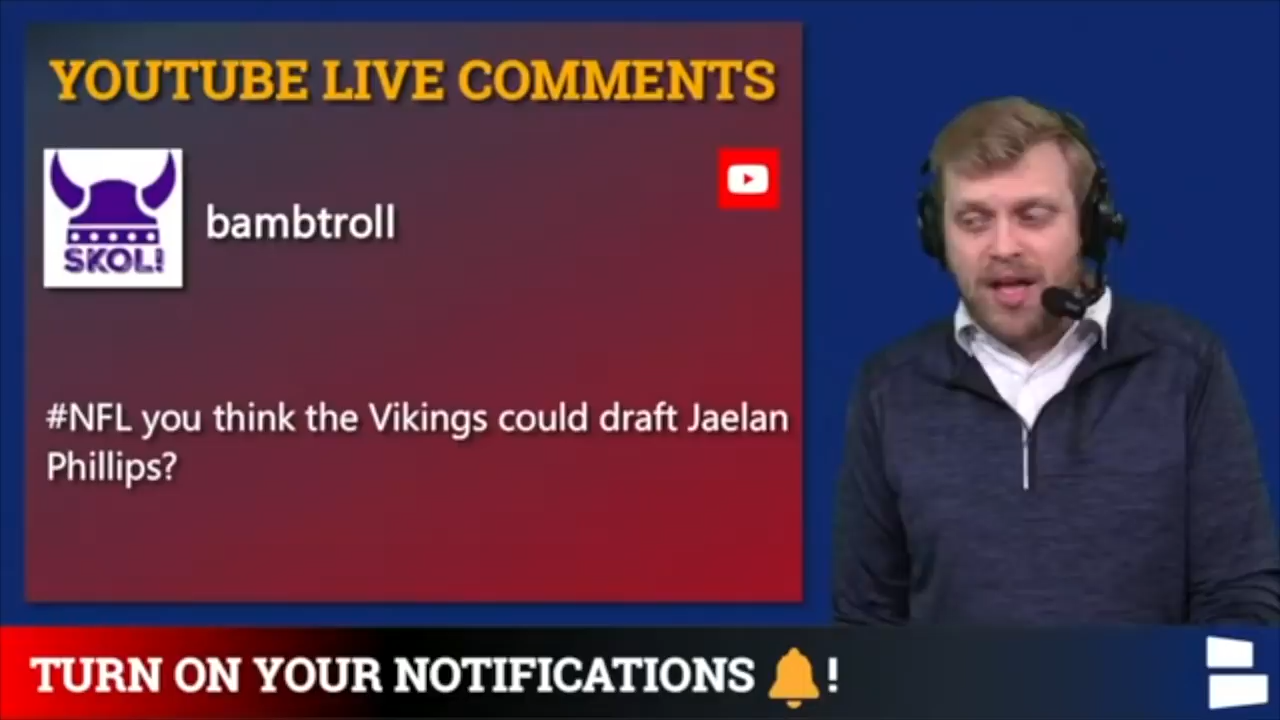 YOUTUBE LIVE COMMENTS
SKOL!
bambtroll
#NFL you think the Vikings could draft Jaelan
Phillips?
TURN ON YOUR NOTIFICATIONS 🔔!